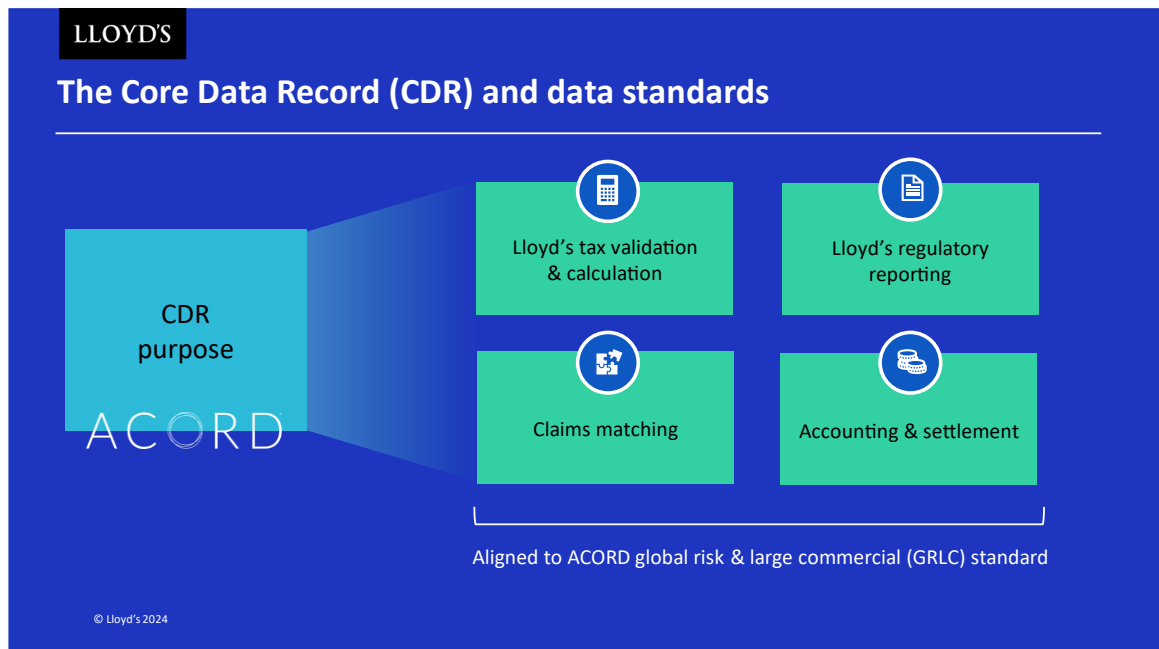 LLOYD'S
The Core Data Record (CDR) and data standards
CDR
purpose
ACORD
Lloyd's tax validation
& calculation
Lloyd's regulatory
reporting
Claims matching
Accounting & settlement
Aligned to ACORD global risk & large commercial (GRLC) standard
© Lloyd's 2024